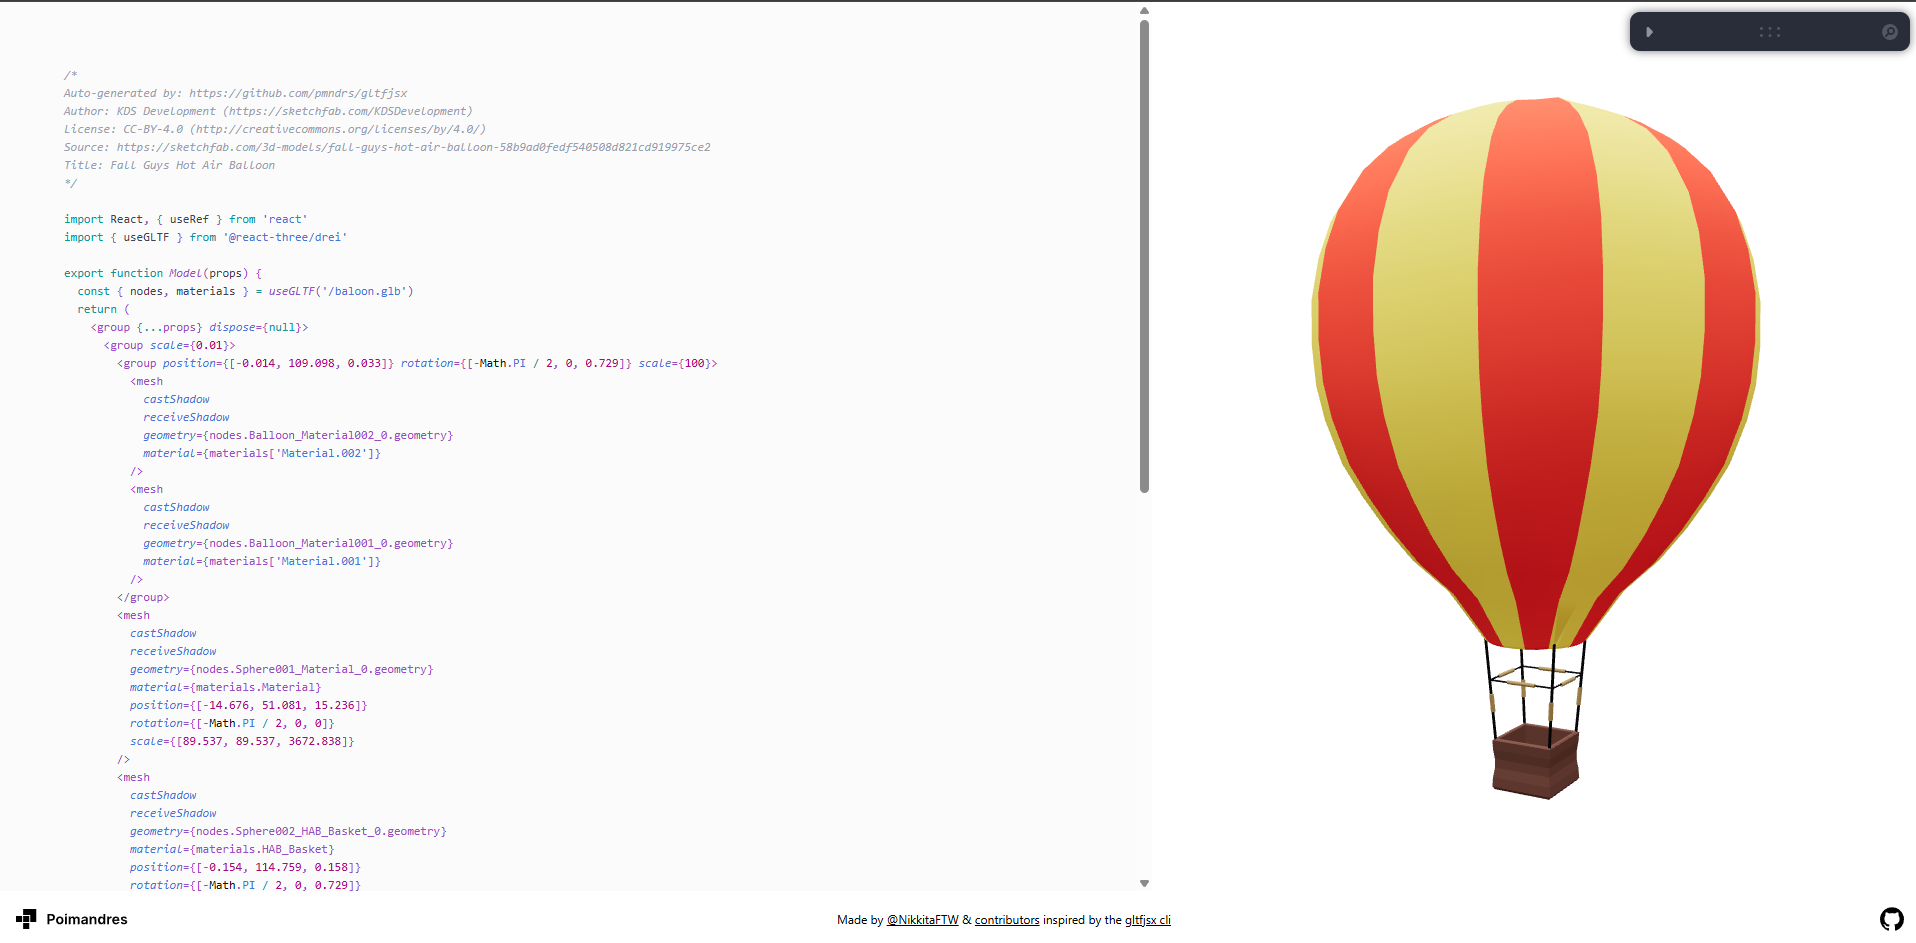 /*
Auto-generated by: https://github.com/pmndrs/gltfjsx
Author: KDS Development (https://sketchfab.com/KDSDevelopment)
License: CC-BY-4.0 (http://creativecommons.org/licenses/by/4.0/)
Source: https://sketchfab.com/3d-models/fall-guys-hot-air-balloon-58b9ad0fedf540508d821cd919975ce2
Title: Fall Guys Hot Air Balloon
*/
import React, { useRef } from 'react'
import { useGLTF } from '@react-three/drei'
export function Model(props) {
const { nodes, materials } = useGLTF('/baloon.glb')
return (
<group {...props} dispose={null}>
<group scale={0.01}>
<group position={[-0.014, 109.098, 0.033]} rotation={[-Math.PI / 2, 0, 0.729]} scale={100}>
<mesh
castShadow
receiveShadow
geometry={nodes.Balloon_Material002_0.geometry}
material={materials['Material.002']}
/>
<mesh
castShadow
receiveShadow
geometry={nodes.Balloon_Material001_0.geometry}
material={materials['Material.001']}
/>
</group>
<mesh
castShadow
receiveShadow
geometry={nodes.Sphere001_Material_0.geometry}
material={materials.Material}
position={[-14.676, 51.081, 15.236]}
rotation={[-Math.PI / 2, 0, 0]}
scale={[89.537, 89.537, 3672.838]}
/>
<mesh
castShadow
receiveShadow
geometry={nodes.Sphere002_HAB_Basket_0.geometry}
material={materials.HAB_Basket}
position={[-0.154, 114.759, 0.158]}
rotation={[-Math.PI / 2, 0, 0.729]}
Poimandres
Made by @NikkitaFTW & contributors inspired by the gltfjsx cli